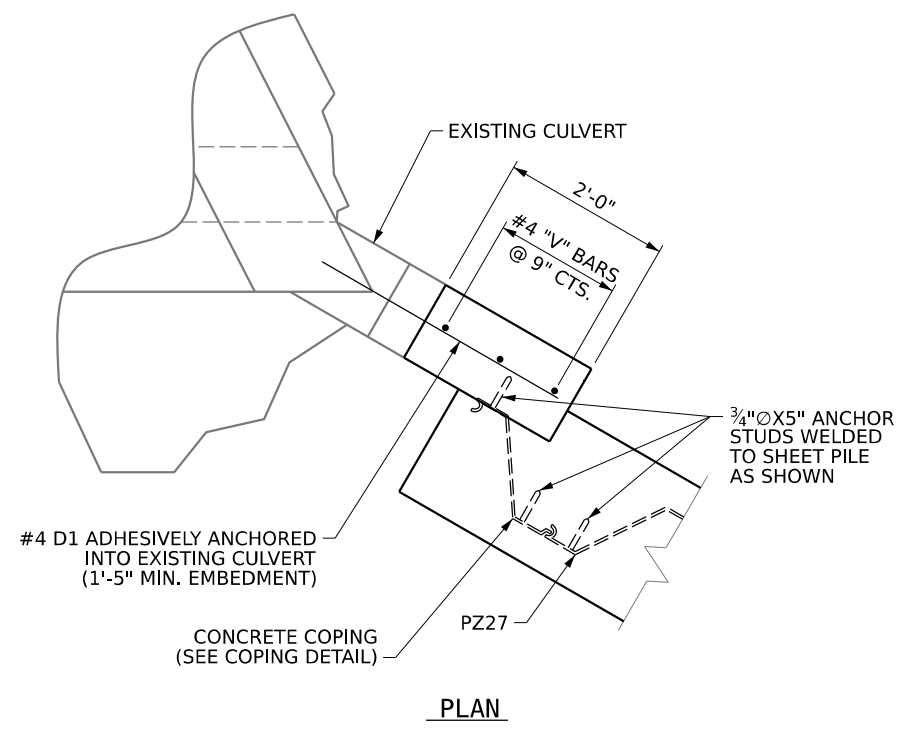 EXISTING CULVERT
2'-0"
#4 "V" BARS
@ 9" CTS.
¾"∅X5" ANCHOR
STUDS WELDED
TO SHEET PILE
AS SHOWN
#4 D1 ADHESIVELY ANCHORED
INTO EXISTING CULVERT
(1'-5" MIN. EMBEDMENT)
PZ27
CONCRETE COPING
(SEE COPING DETAIL)
PLAN